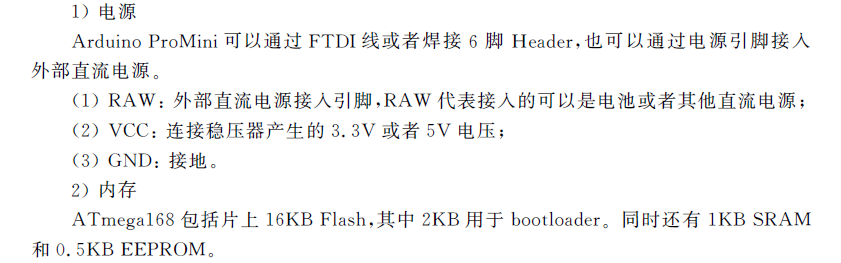 1) 电源
Arduino ProMini 可以通过 FTDI 线或者焊接 6 脚 Header,也可以通过电源引脚接入
外部直流电源。
(1) RAW: 外部直流电源接入引脚,RAW 代表接入的可以是电池或者其他直流电源;
(2) VCC: 连接稳压器产生的 3.3V 或者 5V 电压;
(3) GND: 接地。
2) 内存
ATmega168 包括片上 16KB Flash,其中 2KB 用于 bootloader。同时还有 1KB SRAM
和 0.5KB EEPROM。